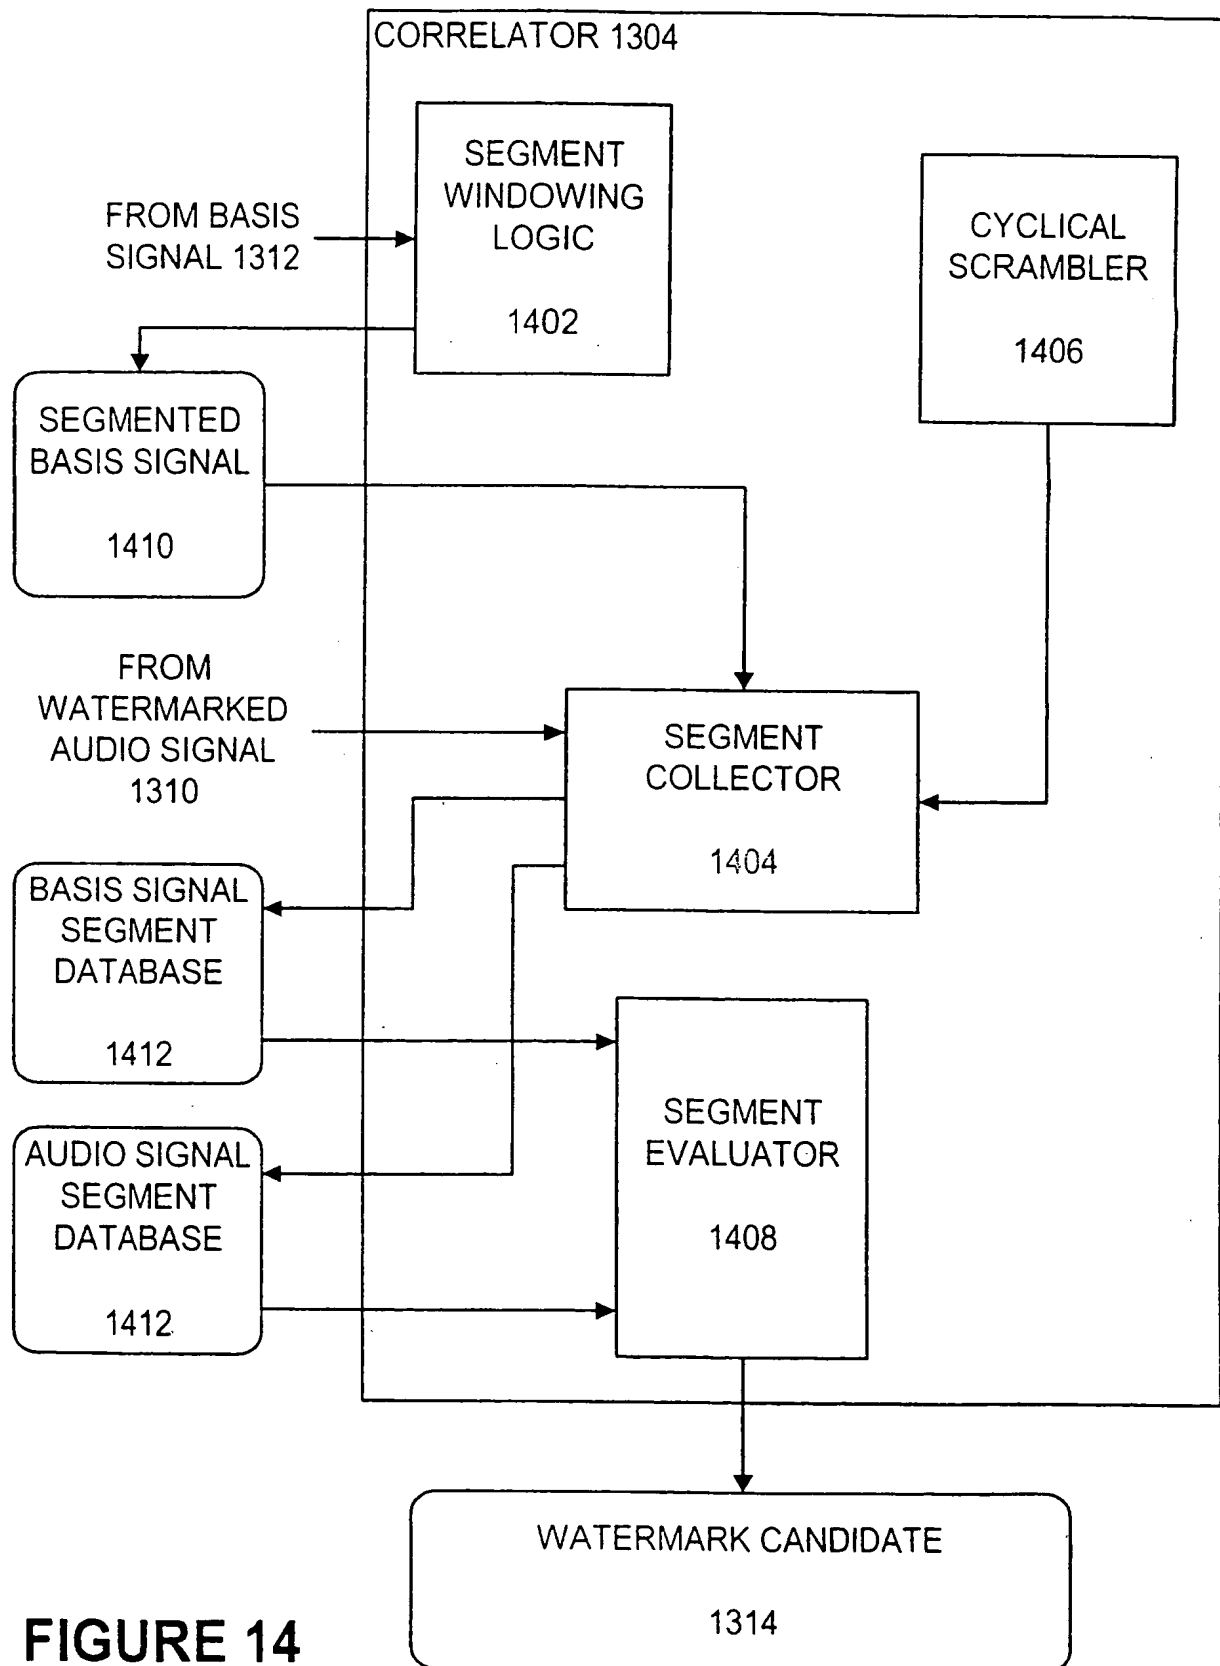 CORRELATOR 1304
SEGMENT
WINDOWING
LOGIC
1402
CYCLICAL
SCRAMBLER
1406
FROM BASIS
SIGNAL 1312
SEGMENTED
BASIS SIGNAL
1410
FROM
WATERMARKED
AUDIO SIGNAL
1310
SEGMENT
COLLECTOR
1404
BASIS SIGNAL
SEGMENT
DATABASE
1412
SEGMENT
EVALUATOR
1408
AUDIO SIGNAL
SEGMENT
DATABASE
1412
WATERMARK CANDIDATE
1314
FIGURE 14